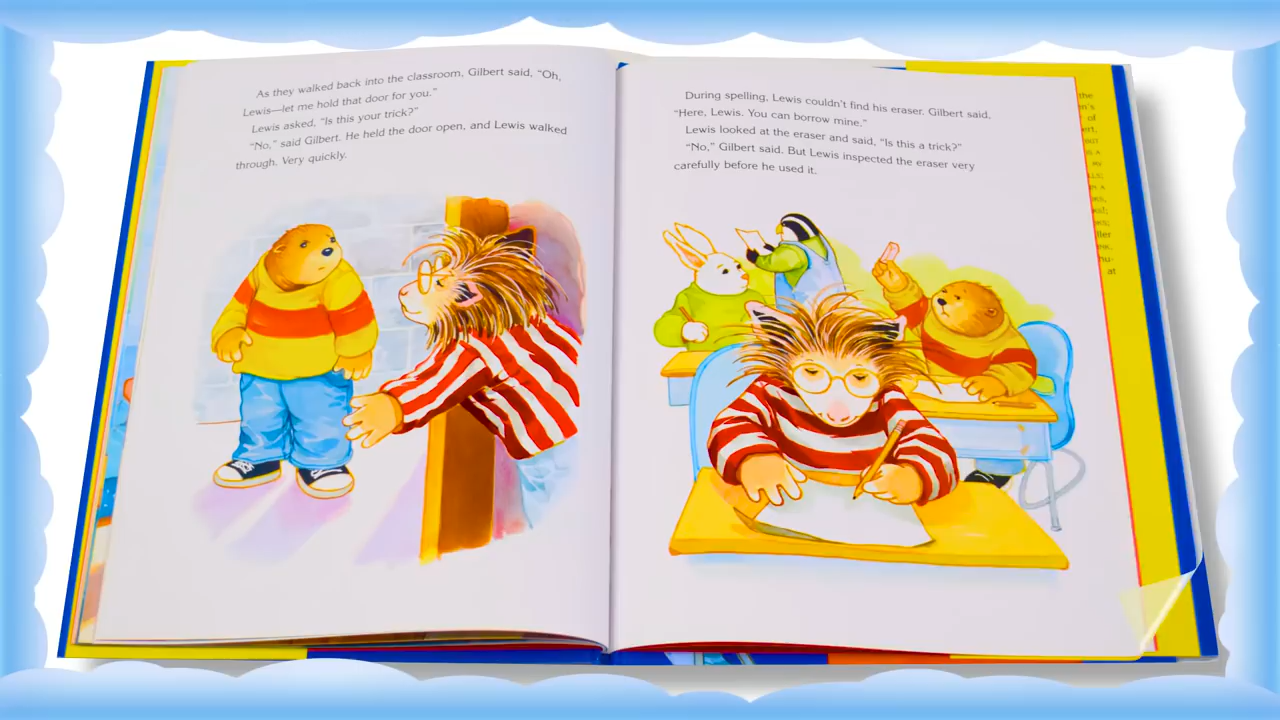 As they walked back into the classroom, Gilbert said, “Oh,
Lewis—let me hold that door for you.”
Lewis asked, “Is this your trick?”
“No,” said Gilbert. He held the door open, and Lewis walked
through. Very quickly.
During spelling, Lewis couldn’t find his eraser. Gilbert said,
“Here, Lewis. You can borrow mine.”
Lewis looked at the eraser and said, “Is this a trick?”
“No,” Gilbert said. But Lewis inspected the eraser very
carefully before he used it.
the
of
at